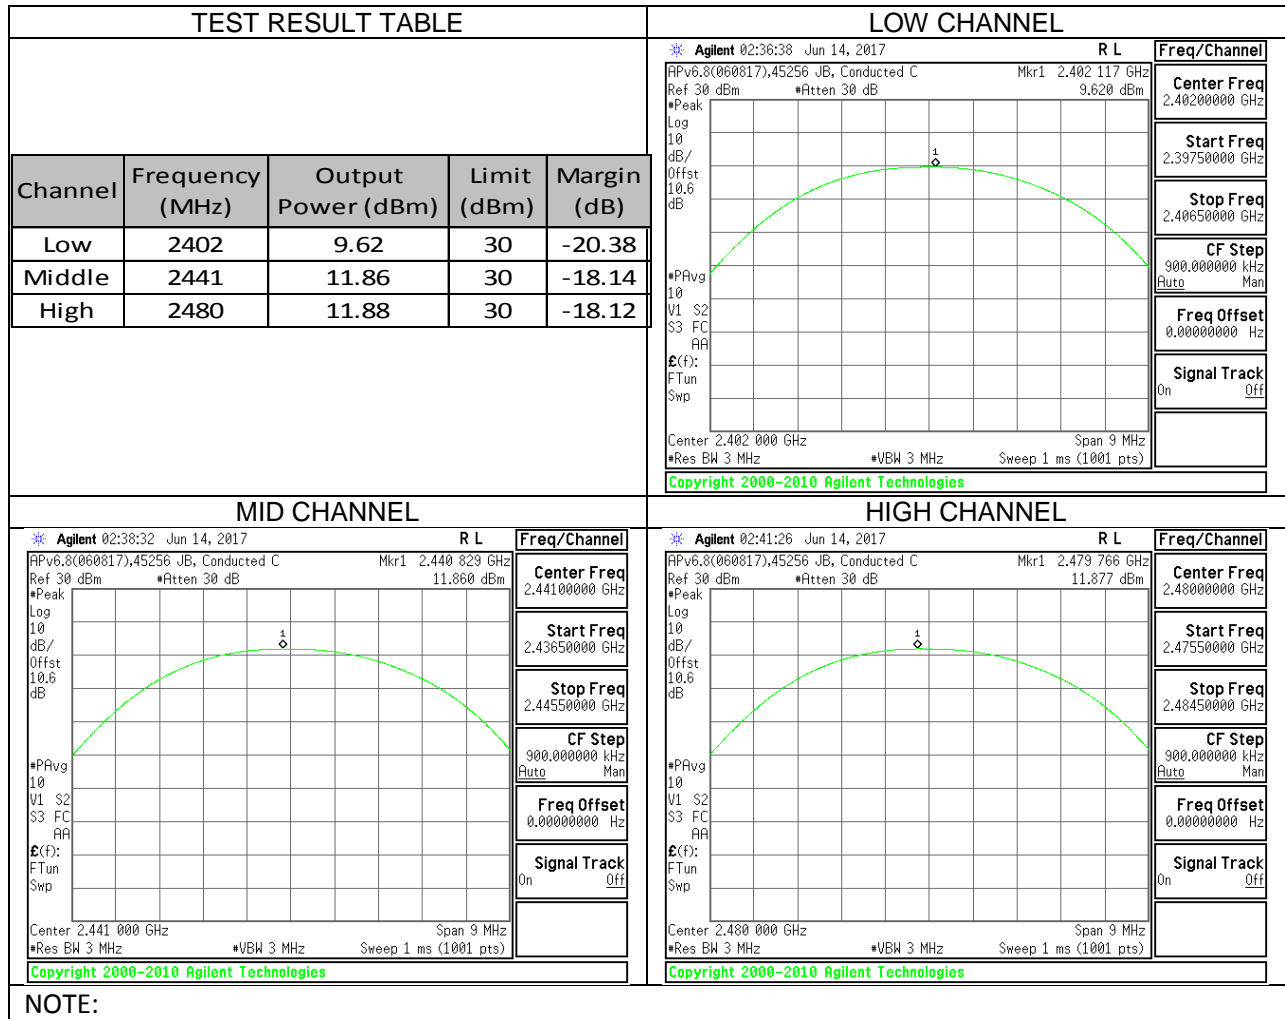 TEST RESULT TABLE
Channel Frequency (MHz) Output Power (dBm) Limit (dBm) Margin (dB)
Low 2402 9.62 30 -20.38
Middle 2441 11.86 30 -18.14
High 2480 11.88 30 -18.12
LOW CHANNEL
Agilent 02:36:38 Jun 14, 2017 R L
APv6.8(060817),45256 JB, Conducted C Mkr1 2.402 117 GHz
Ref 30 dBm #Atten 30 dB 9.620 dBm
#Peak
Log
10
dB/
Offst
10.6
dB
1
#PAvg
10
V1 S2
S3 FC
AA
£(f):
FTun
Swp
Center 2.402 000 GHz Span 9 MHz
#Res BW 3 MHz #VBW 3 MHz Sweep 1 ms (1001 pts)
Copyright 2000-2010 Agilent Technologies
Freq/Channel
Center Freq
2.40200000 GHz
Start Freq
2.39750000 GHz
Stop Freq
2.40650000 GHz
CF Step
900.000000 kHz
Auto Man
Freq Offset
0.00000000 Hz
Signal Track
On Off
MID CHANNEL
Agilent 02:38:32 Jun 14, 2017 R L
APv6.8(060817),45256 JB, Conducted C Mkr1 2.440 829 GHz
Ref 30 dBm #Atten 30 dB 11.860 dBm
#Peak
Log
10
dB/
Offst
10.6
dB
1
#PAvg
10
V1 S2
S3 FC
AA
£(f):
FTun
Swp
Center 2.441 000 GHz Span 9 MHz
#Res BW 3 MHz #VBW 3 MHz Sweep 1 ms (1001 pts)
Copyright 2000-2010 Agilent Technologies
Freq/Channel
Center Freq
2.44100000 GHz
Start Freq
2.43650000 GHz
Stop Freq
2.44550000 GHz
CF Step
900.000000 kHz
Auto Man
Freq Offset
0.00000000 Hz
Signal Track
On Off
HIGH CHANNEL
Agilent 02:41:26 Jun 14, 2017 R L
APv6.8(060817),45256 JB, Conducted C Mkr1 2.479 766 GHz
Ref 30 dBm #Atten 30 dB 11.877 dBm
#Peak
Log
10
dB/
Offst
10.6
dB
1
#PAvg
10
V1 S2
S3 FC
AA
£(f):
FTun
Swp
Center 2.480 000 GHz Span 9 MHz
#Res BW 3 MHz #VBW 3 MHz Sweep 1 ms (1001 pts)
Copyright 2000-2010 Agilent Technologies
Freq/Channel
Center Freq
2.48000000 GHz
Start Freq
2.47550000 GHz
Stop Freq
2.48450000 GHz
CF Step
900.000000 kHz
Auto Man
Freq Offset
0.00000000 Hz
Signal Track
On Off
NOTE: